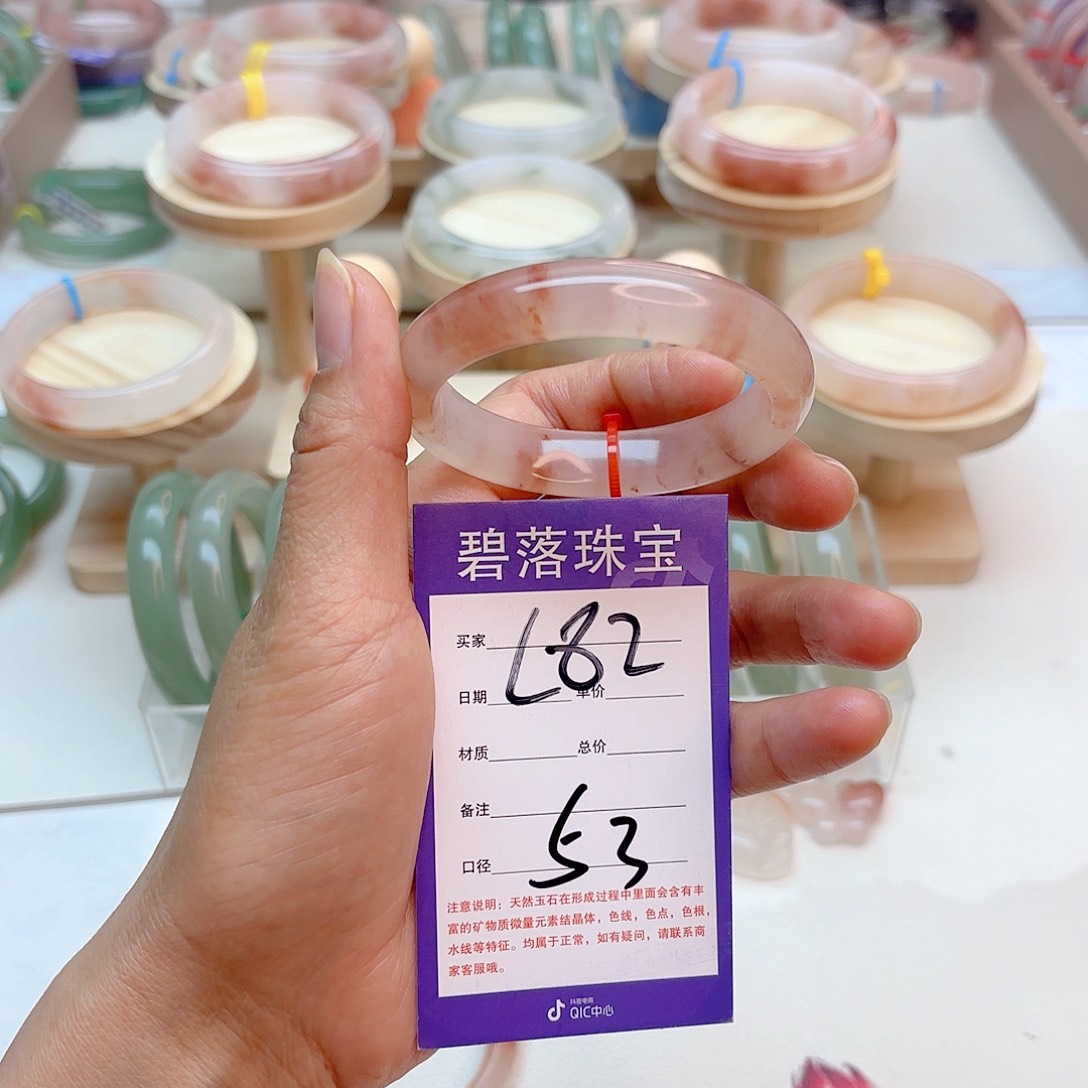 碧落珠宝
买家 L82
日期 单价
材质 总价
备注
口径 53
注意说明：天然玉石在形成过程中里面会含有丰
富的矿物质微量元素结晶体，色线，色点，色根，
水线等特征。均属于正常，如有疑问，请联系商
家客服哦。
抖音电商
QIC中心